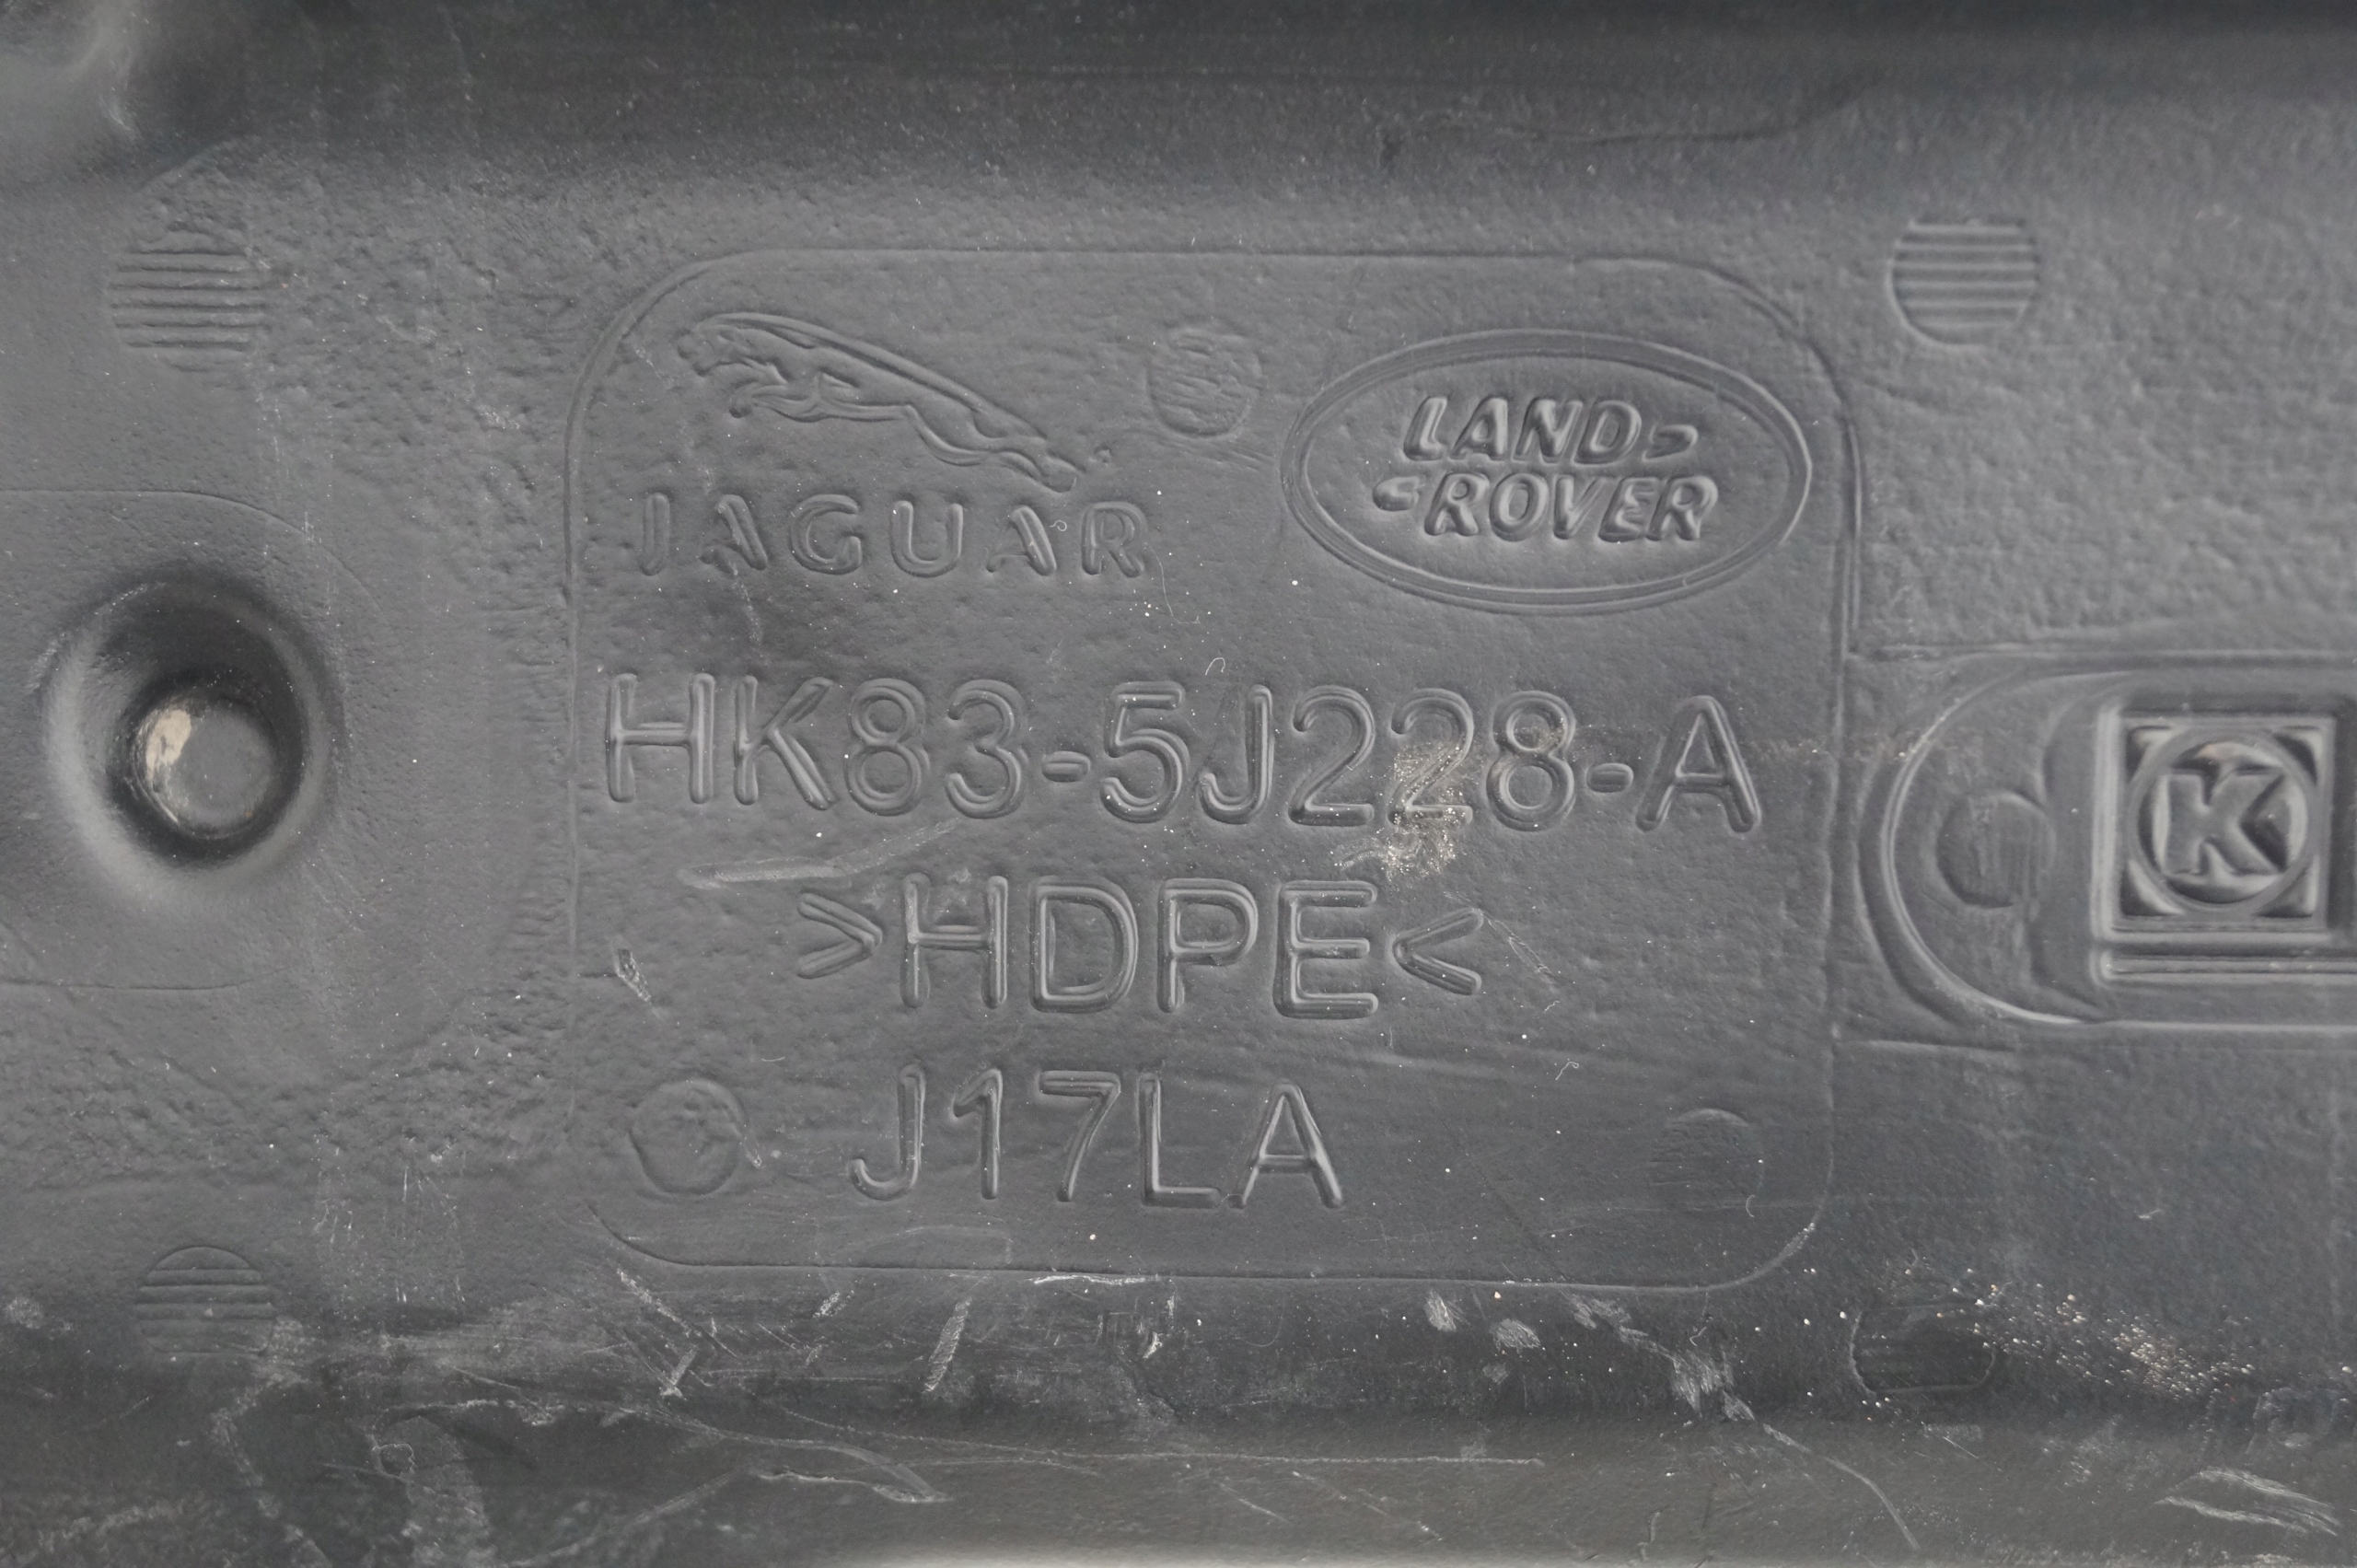 JAGUAR
LAND
ROVER
HK83-5J228-A
>HDPE<
J17LA
K